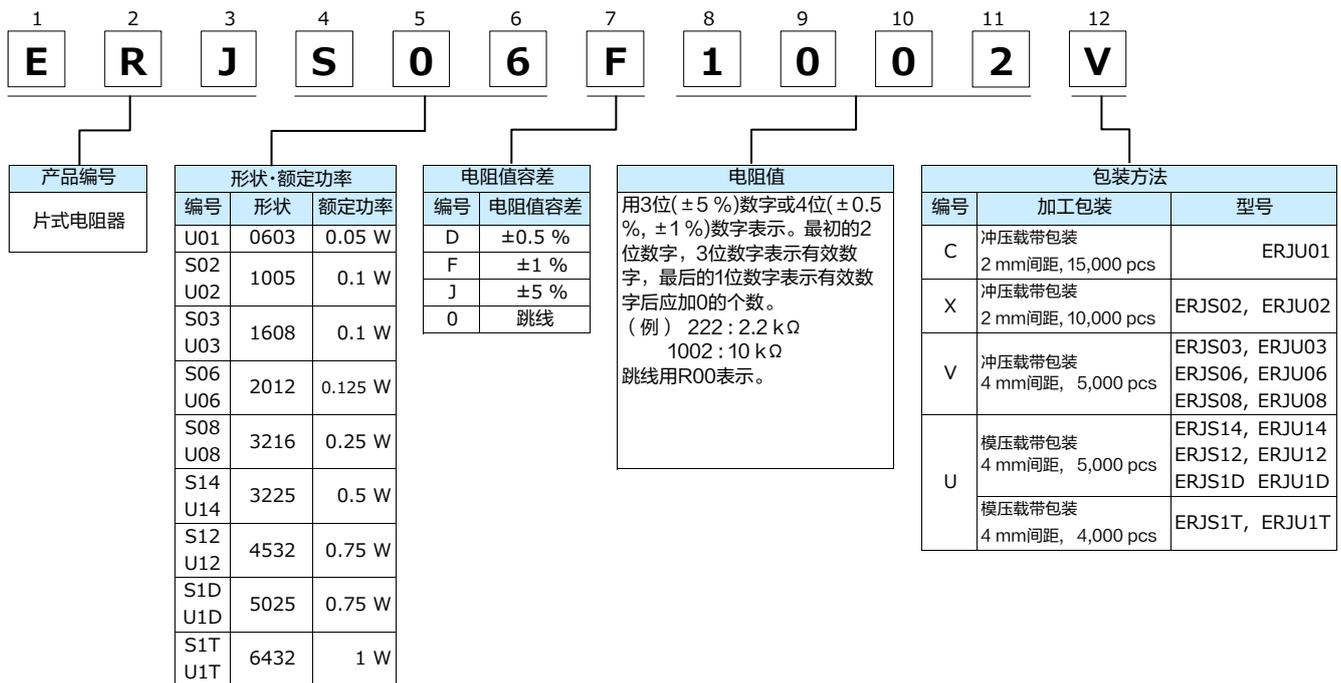 1 2 3 4 5 6 7 8 9 10 11 12
E R J S 0 6 F 1 0 0 2 V
产品编号
片式电阻器
形状·额定功率
编号 形状 额定功率
U01 0603 0.05 W
S02
U02 1005 0.1 W
S03
U03 1608 0.1 W
S06
U06 2012 0.125 W
S08
U08 3216 0.25 W
S14
U14 3225 0.5 W
S12
U12 4532 0.75 W
S1D
U1D 5025 0.75 W
S1T
U1T 6432 1 W
电阻值容差
编号 电阻值容差
D ±0.5 %
F ±1 %
J ±5 %
0 跳线
电阻值
用3位(±5 %)数字或4位(±0.5
%, ±1 %)数字表示。最初的2
位数字，3位数字表示有效数
字，最后的1位数字表示有效数
字后应加0的个数。
（例） 222 : 2.2 kΩ
1002 : 10 kΩ
跳线用R00表示。
包装方法
编号 加工包装 型号
C 冲压载带包装
2 mm间距, 15,000 pcs ERJU01
X 冲压载带包装
2 mm间距, 10,000 pcs ERJS02, ERJU02
V 冲压载带包装
4 mm间距, 5,000 pcs
ERJS03, ERJU03
ERJS06, ERJU06
ERJS08, ERJU08
U 模压载带包装
4 mm间距, 5,000 pcs
ERJS14, ERJU14
ERJS12, ERJU12
ERJS1D ERJU1D
模压载带包装
4 mm间距, 4,000 pcs ERJS1T, ERJU1T